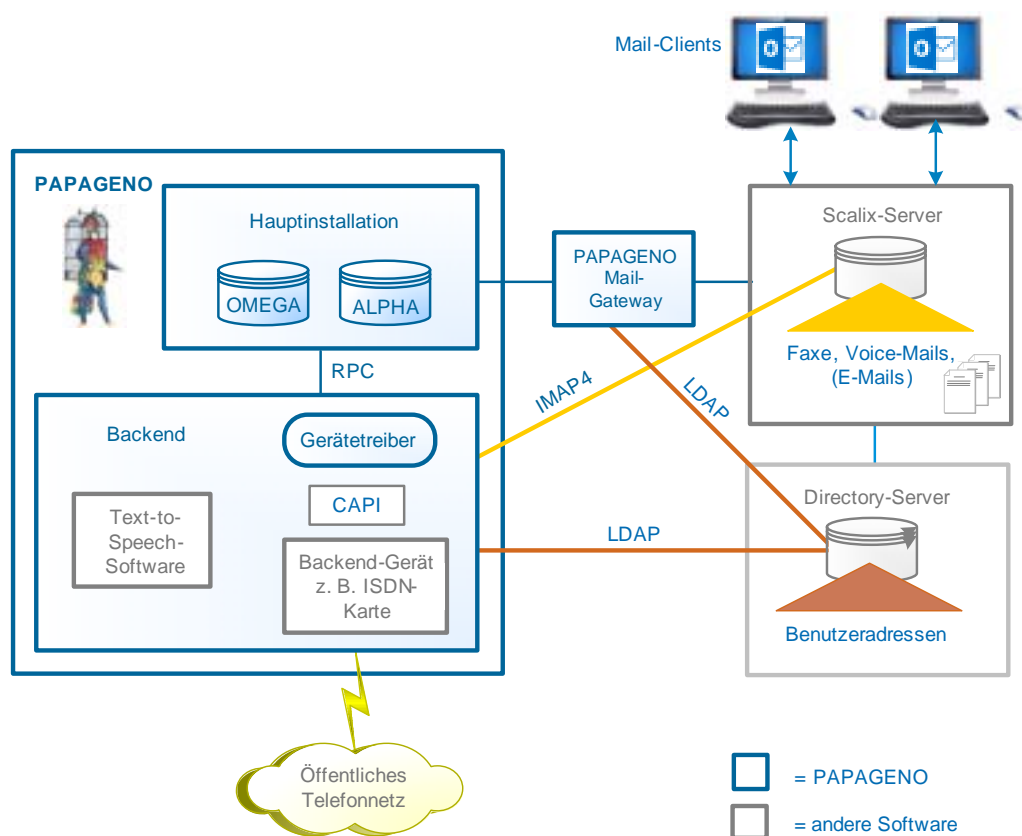 Mail-Clients
PAPAGENO
Hauptinstallation
OMEGA
ALPHA
PAPAGENO
Mail-
Gateway
Scalix-Server
Faxe, Voice-Mails,
(E-Mails)
RPC
IMAP4
LDAP
Backend
Gerätetreiber
CAPI
Text-to-
Speech-
Software
Backend-Gerät
z. B. ISDN-
Karte
LDAP
Directory-Server
Benutzeradressen
Öffentliches
Telefonnetz
= PAPAGENO
= andere Software